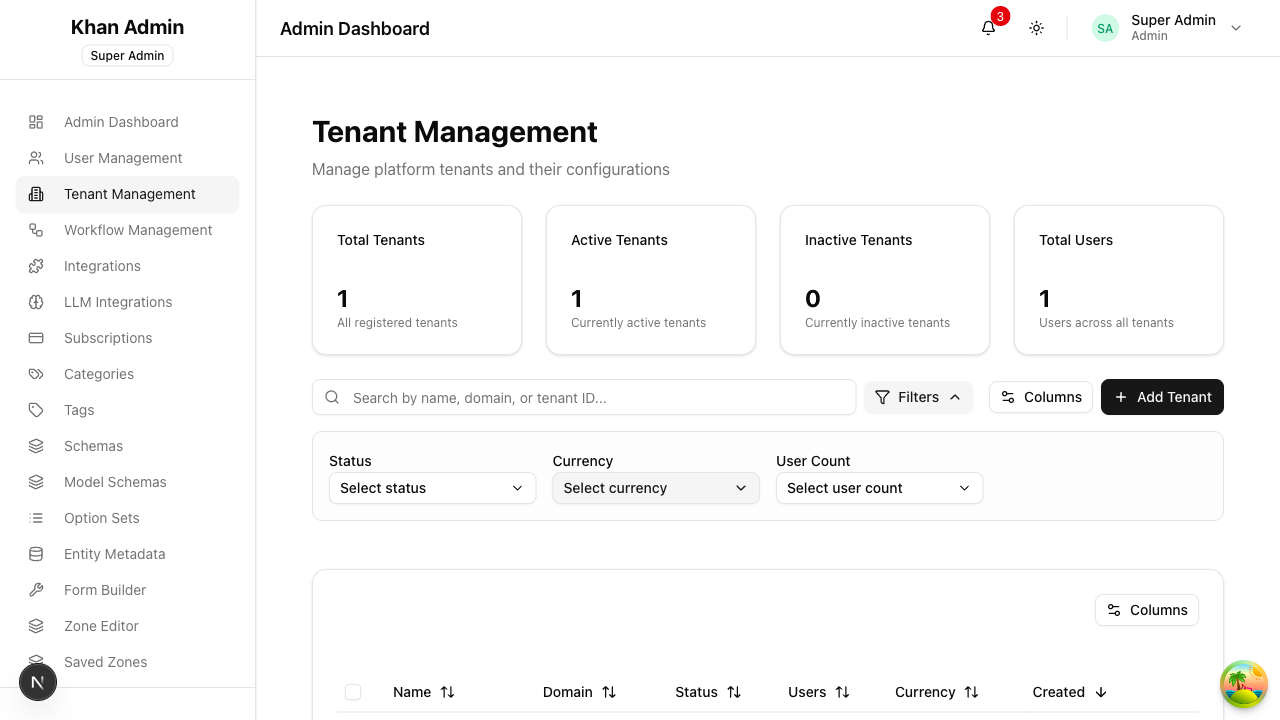 Khan Admin
Super Admin
Admin Dashboard
User Management
Tenant Management
Workflow Management
Integrations
LLM Integrations
Subscriptions
Categories
Tags
Schemas
Model Schemas
Option Sets
Entity Metadata
Form Builder
Zone Editor
Saved Zones
N
Admin Dashboard
3
SA
Super Admin
Admin
Tenant Management
Manage platform tenants and their configurations
Total Tenants
1
All registered tenants
Active Tenants
1
Currently active tenants
Inactive Tenants
0
Currently inactive tenants
Total Users
1
Users across all tenants
Search by name, domain, or tenant ID...
Filters
Columns
Add Tenant
Status
Select status
Currency
Select currency
User Count
Select user count
Columns
Name Domain Status Users Currency Created